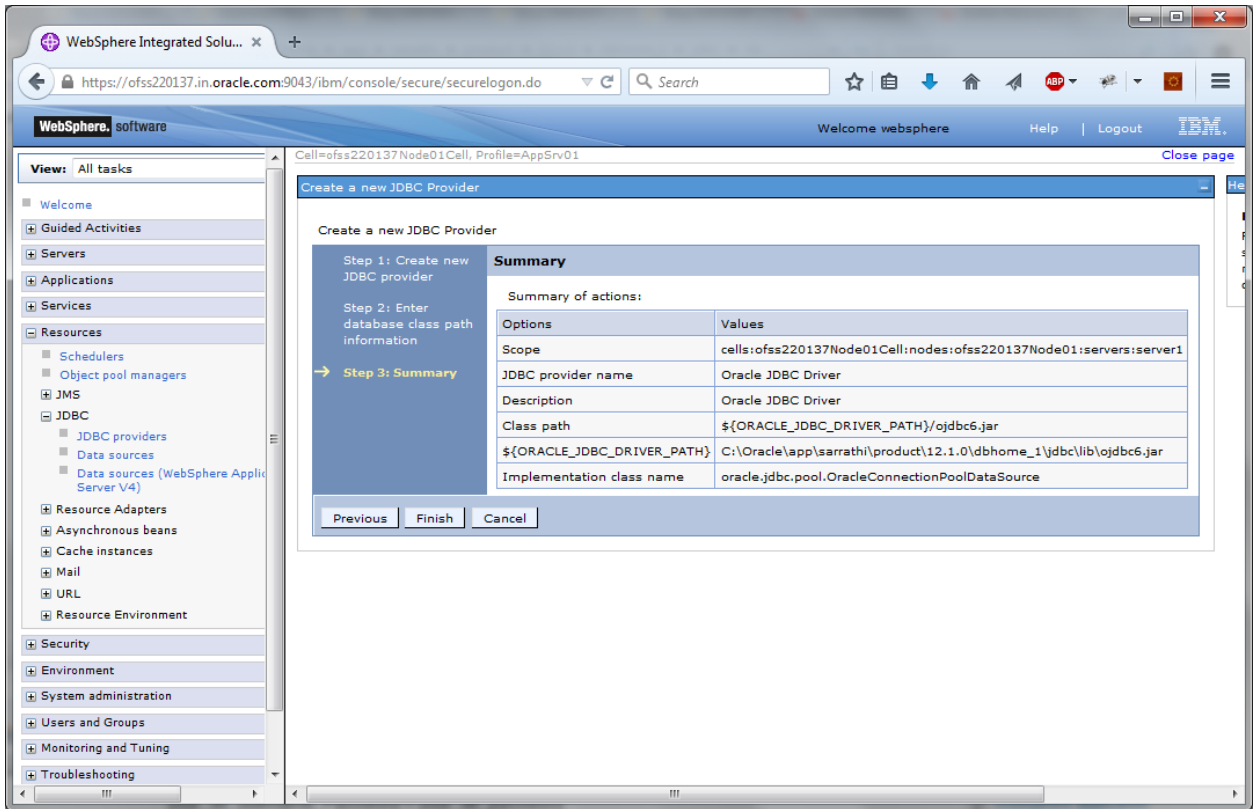 WebSphere Integrated Solu...
https://ofss220137.in.oracle.com:9043/ibm/console/secure/securelogon.do
Search
ABP
WebSphere. software
Welcome websphere
Help | Logout
IBM.
View: All tasks
Welcome
Guided Activities
Servers
Applications
Services
Resources
Schedulers
Object pool managers
JMS
JDBC
JDBC providers
Data sources
Data sources (WebSphere Applic
Server V4)
Resource Adapters
Asynchronous beans
Cache instances
Mail
URL
Resource Environment
Security
Environment
System administration
Users and Groups
Monitoring and Tuning
Troubleshooting
Cell=ofss220137Node01Cell, Profile=AppSrv01
Close page
Create a new JDBC Provider
He
Create a new JDBC Provider
Step 1: Create new
JDBC provider
Step 2: Enter
database class path
information
Step 3: Summary
Summary
Summary of actions:
Options Values
Scope cells:ofss220137Node01Cell:nodes:ofss220137Node01:servers:server1
JDBC provider name Oracle JDBC Driver
Description Oracle JDBC Driver
Class path ${ORACLE_JDBC_DRIVER_PATH}/ojdbc6.jar
${ORACLE_JDBC_DRIVER_PATH} C:\Oracle\app\sarrathi\product\12.1.0\dbhome_1\jdbc\lib\ojdbc6.jar
Implementation class name oracle.jdbc.pool.OracleConnectionPoolDataSource
Previous Finish Cancel